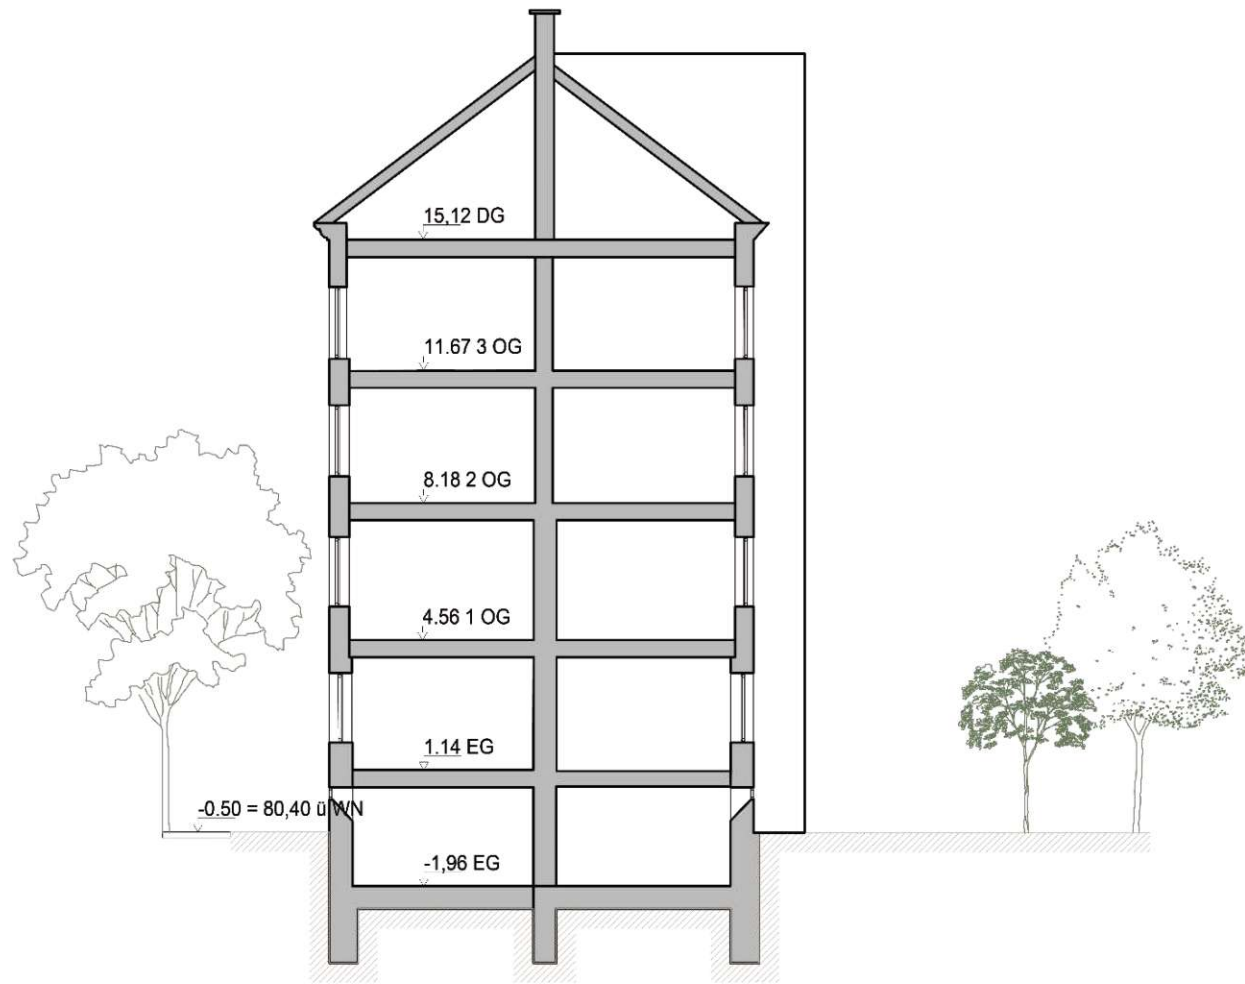 15,12 DG
11.67 3 OG
8.18 2 OG
4.56 1 OG
1.14 EG
-0.50 = 80,40 ü WN
-1,96 EG